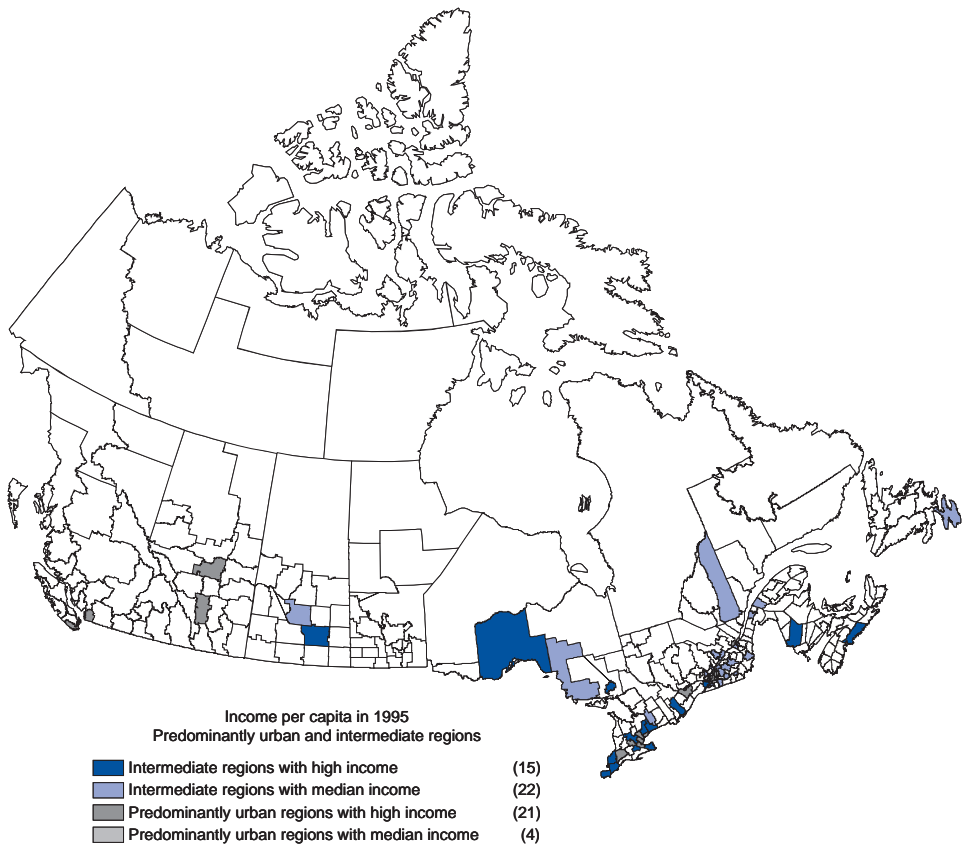 Income per capita in 1995
Predominantly urban and intermediate regions
Intermediate regions with high income (15)
Intermediate regions with median income (22)
Predominantly urban regions with high income (21)
Predominantly urban regions with median income (4)